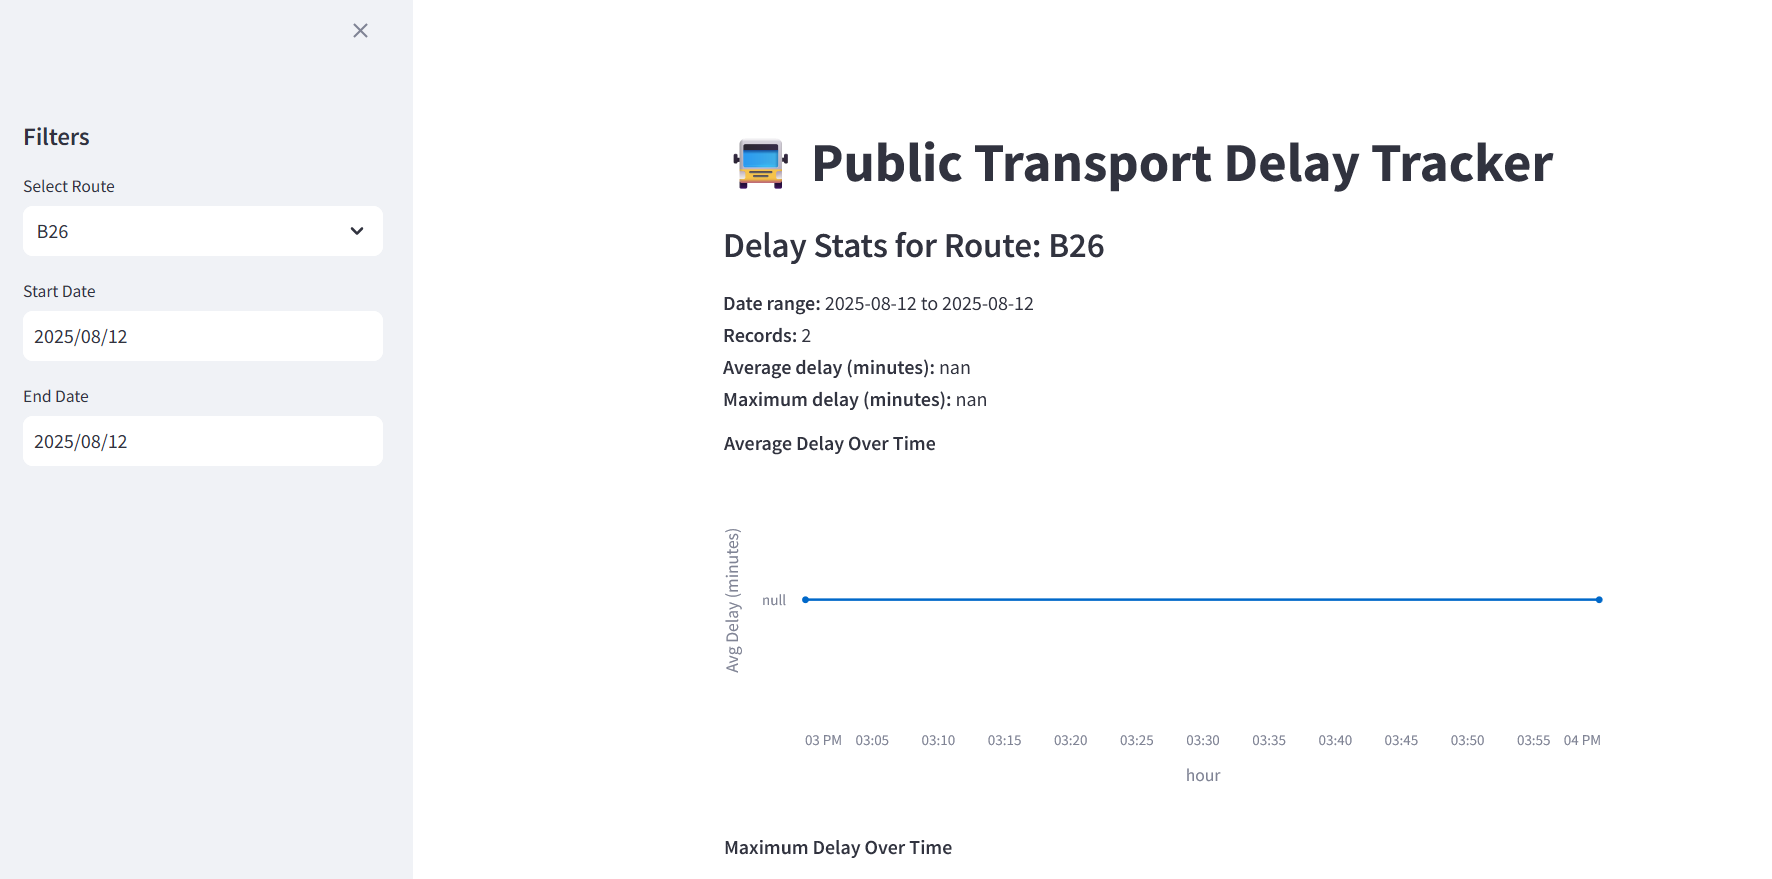 Filters
Select Route
B26
Start Date
2025/08/12
End Date
2025/08/12
Public Transport Delay Tracker
Delay Stats for Route: B26
Date range: 2025-08-12 to 2025-08-12
Records: 2
Average delay (minutes): nan
Maximum delay (minutes): nan
Average Delay Over Time
Avg Delay (minutes)
null
03 PM 03:05 03:10 03:15 03:20 03:25 03:30 03:35 03:40 03:45 03:50 03:55 04 PM
hour
Maximum Delay Over Time